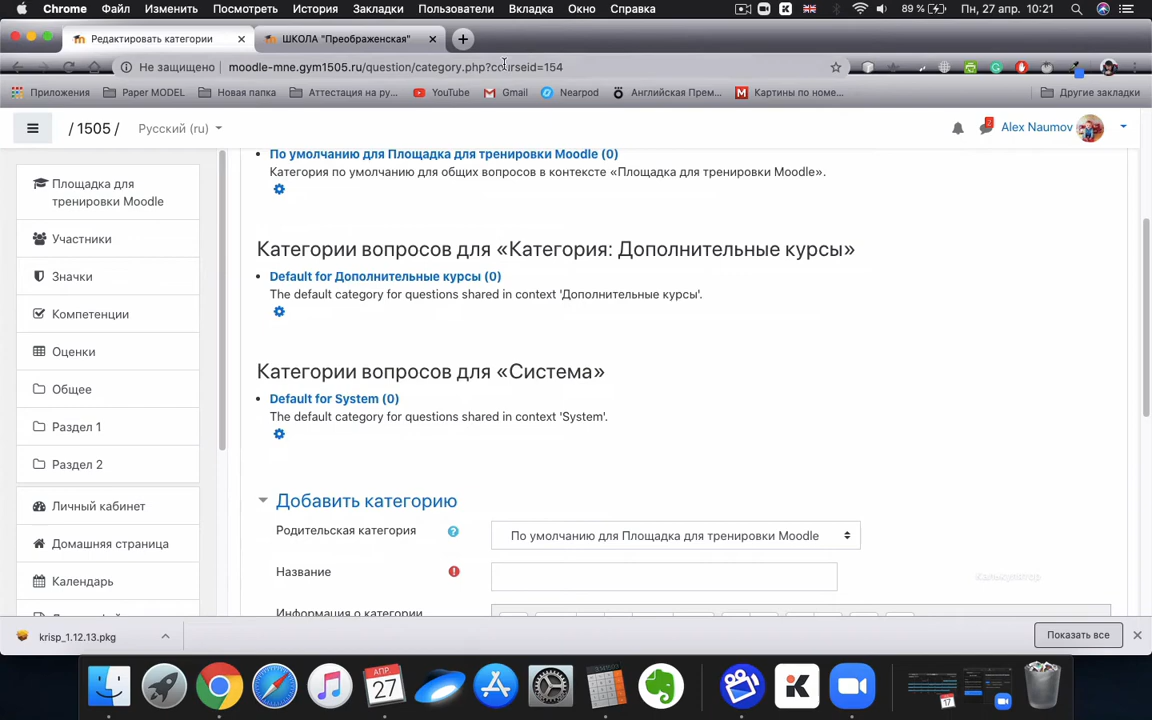 Chrome Файл Изменить Посмотреть История Закладки Пользователи Вкладка Окно Справка 89 % Пн, 27 апр. 10:21
Редактировать категории ШКОЛА "Преображенская"
Не защищено moodle-mne.gym1505.ru/question/category.php?courseid=154
Приложения Paper MODEL Новая папка Аттестация на ру... YouTube Gmail Nearpod Английская Прем... Картины по номе... Другие закладки
/ 1505 / Русский (ru) 2 Alex Naumov
По умолчанию для Площадка для тренировки Moodle (0)
Категория по умолчанию для общих вопросов в контексте «Площадка для тренировки Moodle».
Площадка для
тренировки Moodle
Участники
Значки
Компетенции
Оценки
Общее
Раздел 1
Раздел 2
Личный кабинет
Домашняя страница
Календарь
Категории вопросов для «Категория: Дополнительные курсы»
Default for Дополнительные курсы (0)
The default category for questions shared in context 'Дополнительные курсы'.
Категории вопросов для «Система»
Default for System (0)
The default category for questions shared in context 'System'.
Добавить категорию
Родительская категория По умолчанию для Площадка для тренировки Moodle
Название
Информация о категории
Калькулятор
krisp_1.12.13.pkg Показать все
АПР.
27
17